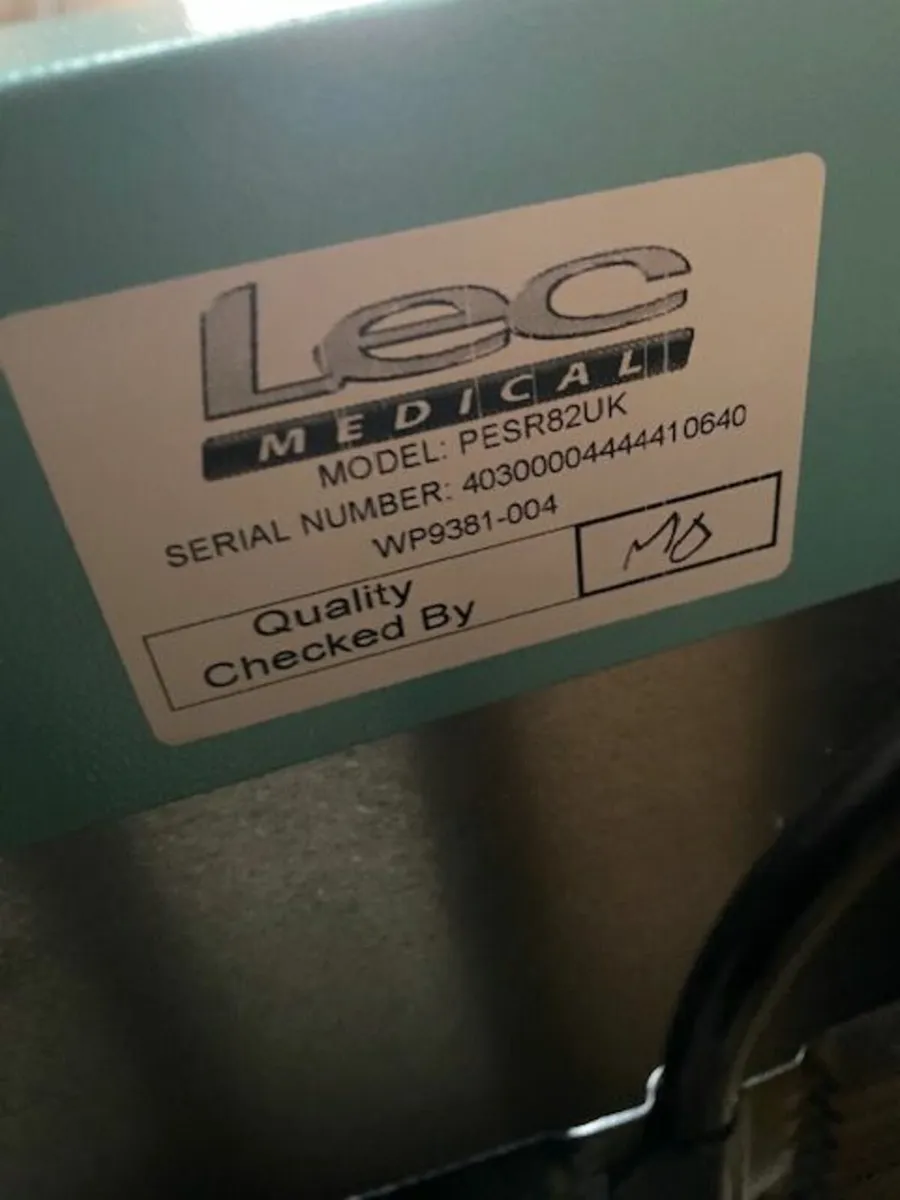 Lec
MEDICAL
MODEL: PESR82UK
SERIAL NUMBER: 40300004444410640
WP9381-004
Quality
Checked By